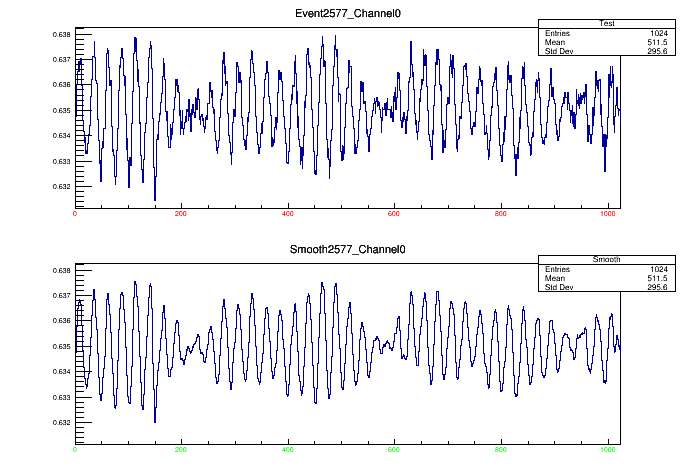 Event2577_Channel0
Test
Entries 1024
Mean 511.5
Std Dev 295.6
0.638
0.637
0.636
0.635
0.634
0.633
0.632
0 200 400 600 800 1000
Smooth2577_Channel0
Smooth
Entries 1024
Mean 511.5
Std Dev 295.6
0.638
0.637
0.636
0.635
0.634
0.633
0.632
0 200 400 600 800 1000